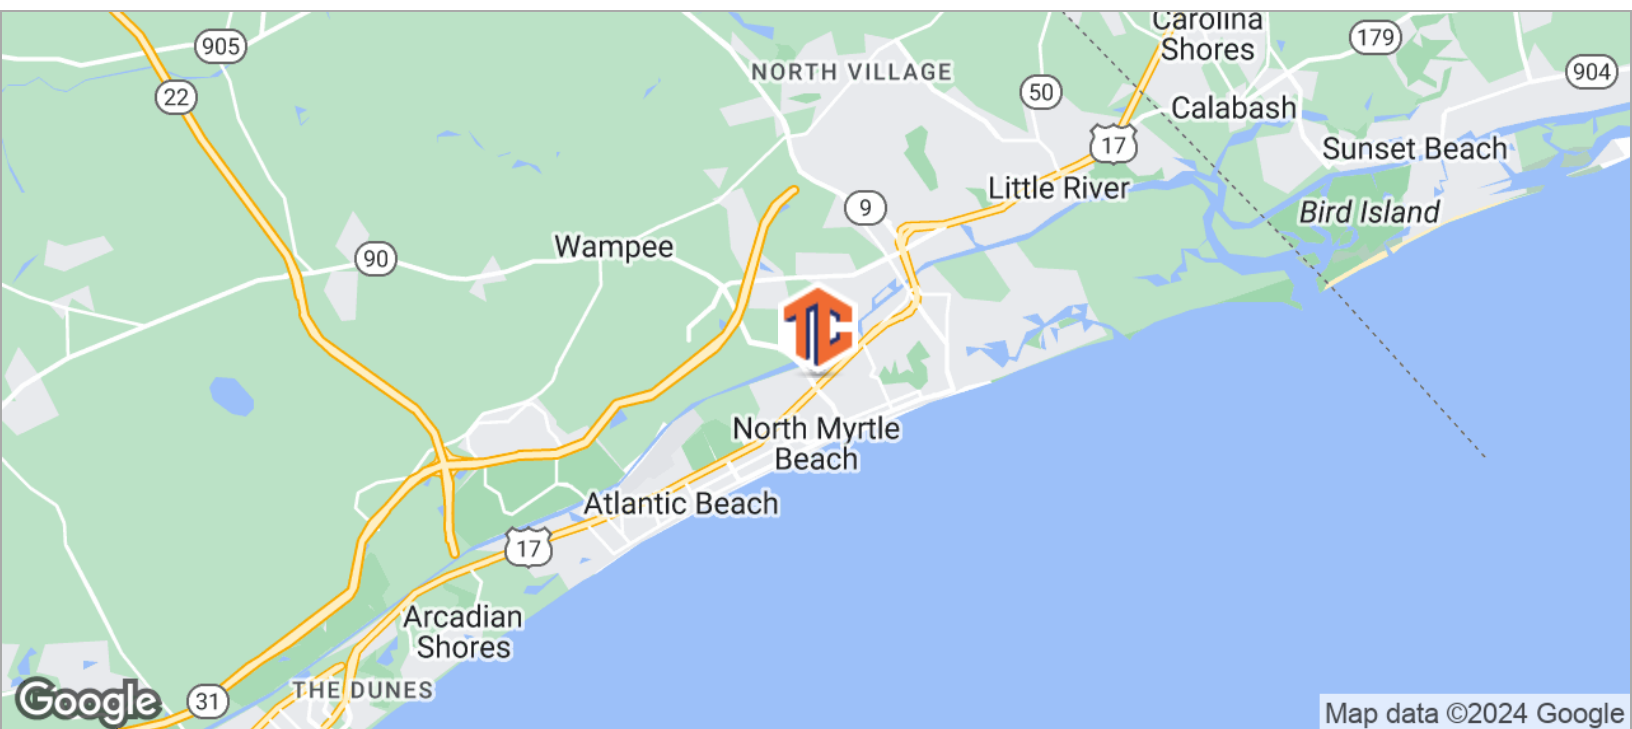 Carolina
Shores
905
179
NORTH VILLAGE
904
22
50
Calabash
17
Sunset Beach
Little River
9
Bird Island
Wampee
90
TC
North Myrtle
Beach
Atlantic Beach
17
Arcadian
Shores
THE DUNES
Google
31
Map data ©2024 Google